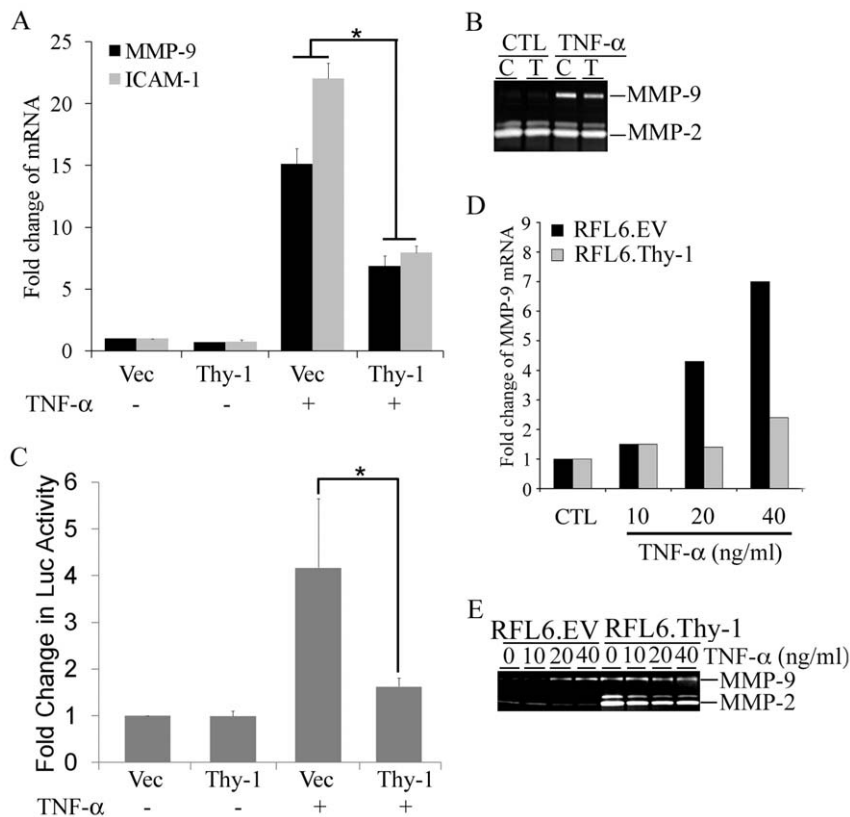 A
MMP-9
ICAM-1
Fold change of mRNA
25
20
15
10
5
0
*
Vec Thy-1 Vec Thy-1
TNF-α - - + +
B
CTL TNF-α
C T C T
MMP-9
MMP-2
C
Fold Change in Luc Activity
6
5
4
3
2
1
0
*
Vec Thy-1 Vec Thy-1
TNF-α - - + +
D
RFL6.EV
RFL6.Thy-1
Fold change of MMP-9 mRNA
9
8
7
6
5
4
3
2
1
0
CTL 10 20 40
TNF-α (ng/ml)
E
RFL6.EV RFL6.Thy-1
0 10 20 40 0 10 20 40 TNF-α (ng/ml)
MMP-9
MMP-2